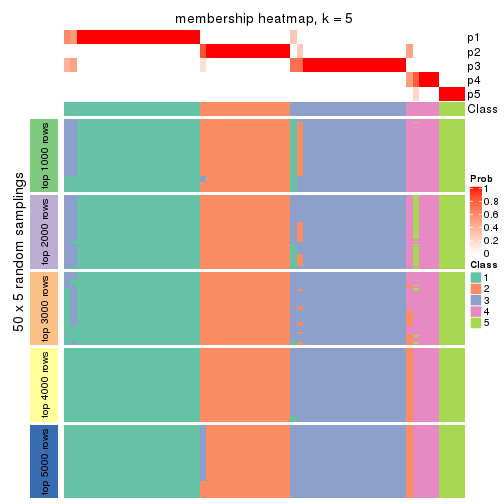 membership heatmap, k = 5
p1
p2
p3
p4
p5
Class
50 x 5 random samplings
top 1000 rows
top 2000 rows
top 3000 rows
top 4000 rows
top 5000 rows
Prob
1
0.8
0.6
0.4
0.2
0
Class
1
2
3
4
5